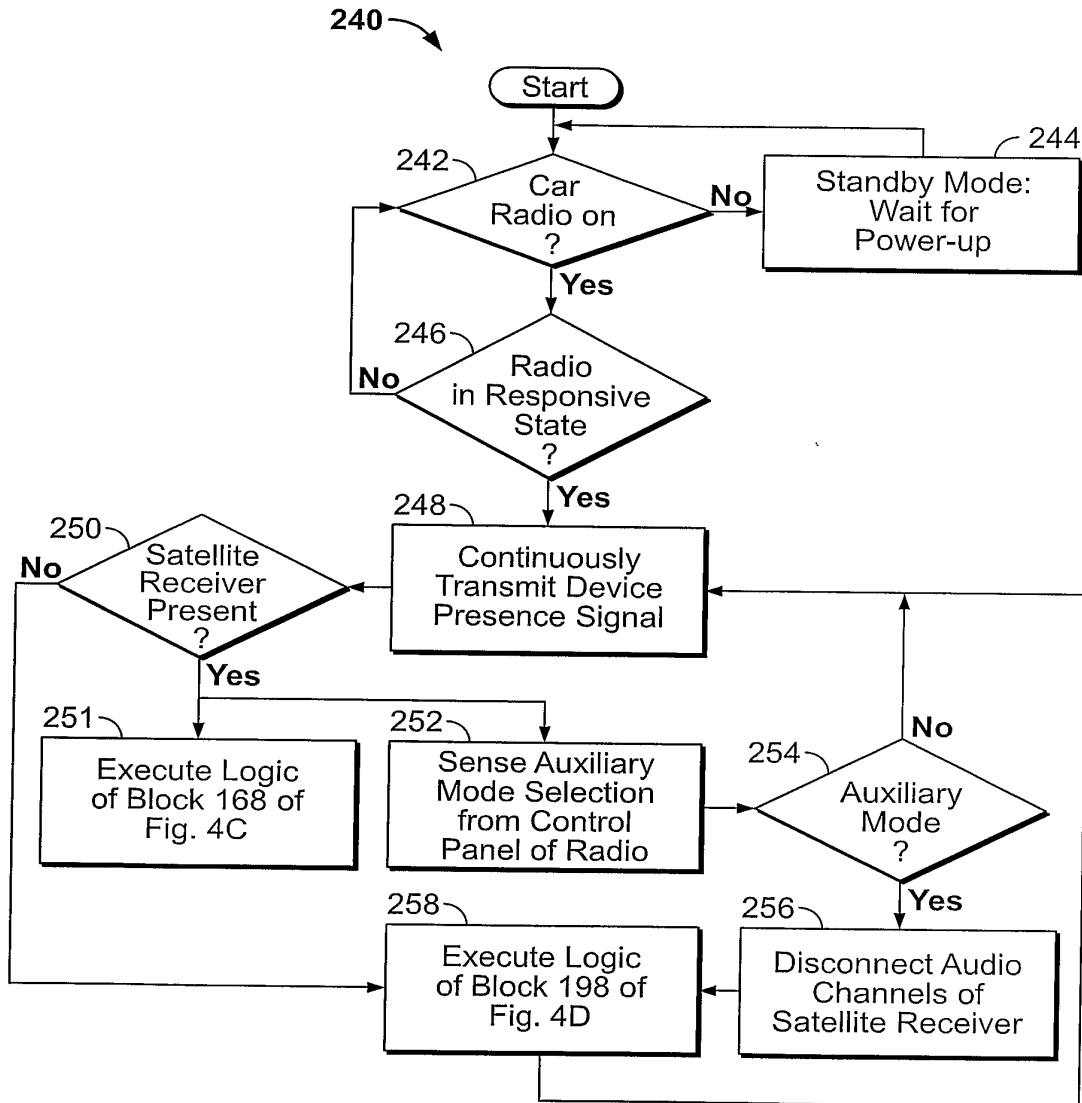 240
Start
242
Car
Radio on
?
No
244
Standby Mode:
Wait for
Power-up
Yes
246
Radio
in Responsive
State
?
No
Yes
248
Continuously
Transmit Device
Presence Signal
250
Satellite
Receiver
Present
?
No
Yes
251
Execute Logic
of Block 168 of
Fig. 4C
252
Sense Auxiliary
Mode Selection
from Control
Panel of Radio
254
Auxiliary
Mode
?
No
Yes
256
Disconnect Audio
Channels of
Satellite Receiver
258
Execute Logic
of Block 198 of
Fig. 4D